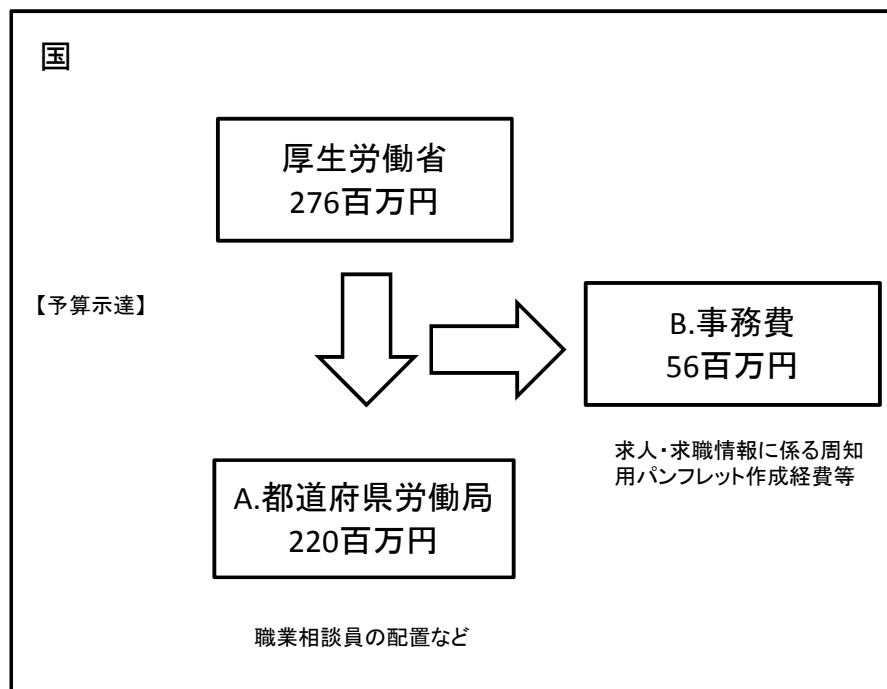 国
厚生労働省
276百万円
【予算示達】
B.事務費
56百万円
求人・求職情報に係る周知
用パンフレット作成経費等
A.都道府県労働局
220百万円
職業相談員の配置など